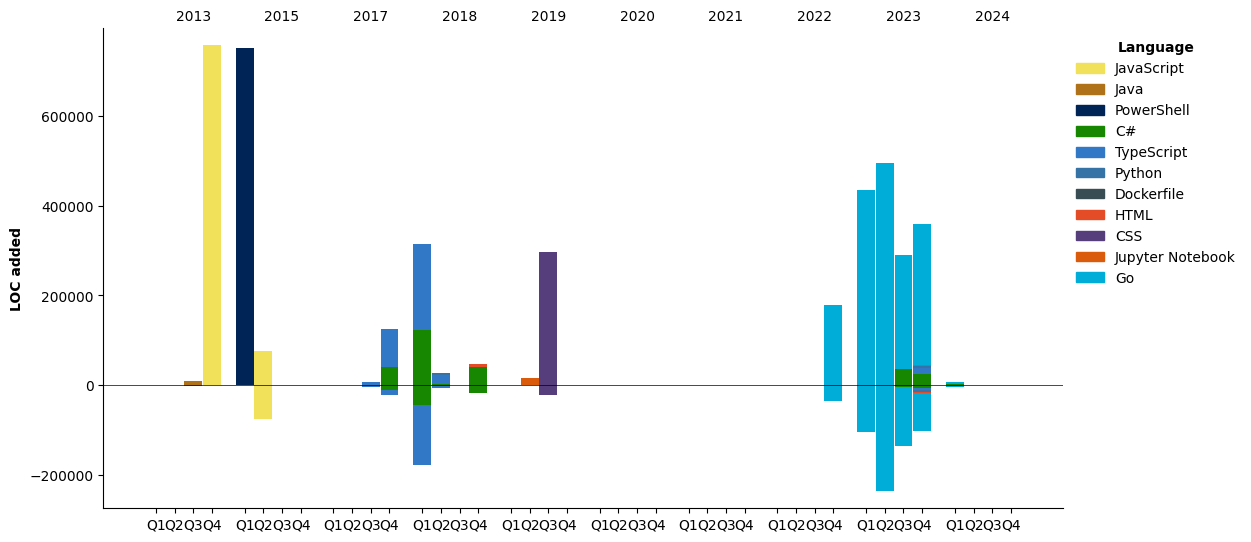 2013 2015 2017 2018 2019 2020 2021 2022 2023 2024
Language
JavaScript
Java
PowerShell
C#
TypeScript
Python
Dockerfile
HTML
CSS
Jupyter Notebook
Go
LOC added
600000
400000
200000
0
−200000
Q1Q2Q3Q4 Q1Q2Q3Q4 Q1Q2Q3Q4 Q1Q2Q3Q4 Q1Q2Q3Q4 Q1Q2Q3Q4 Q1Q2Q3Q4 Q1Q2Q3Q4 Q1Q2Q3Q4 Q1Q2Q3Q4